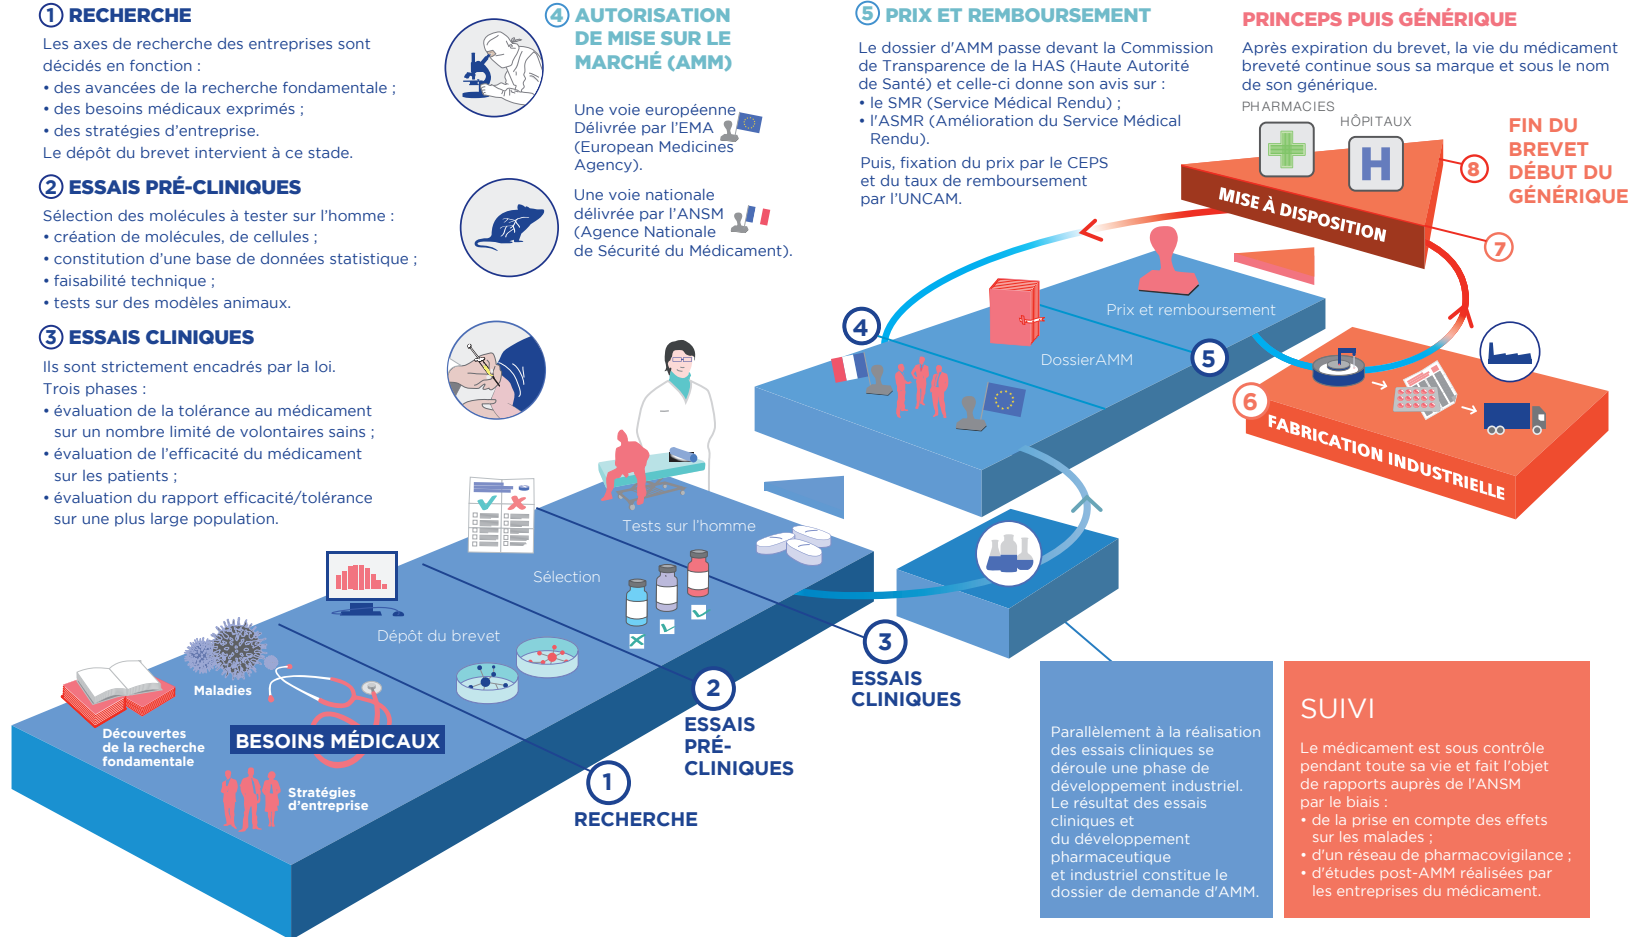 1 RECHERCHE
Les axes de recherche des entreprises sont
décidés en fonction :
• des avancées de la recherche fondamentale ;
• des besoins médicaux exprimés ;
• des stratégies d’entreprise.
Le dépôt du brevet intervient à ce stade.
2 ESSAIS PRÉ-CLINIQUES
Sélection des molécules à tester sur l’homme :
• création de molécules, de cellules ;
• constitution d’une base de données statistique ;
• faisabilité technique ;
• tests sur des modèles animaux.
3 ESSAIS CLINIQUES
Ils sont strictement encadrés par la loi.
Trois phases :
• évaluation de la tolérance au médicament
sur un nombre limité de volontaires sains ;
• évaluation de l’efficacité du médicament
sur les patients ;
• évaluation du rapport efficacité/tolérance
sur une plus large population.
4 AUTORISATION
DE MISE SUR LE
MARCHÉ (AMM)
Une voie européenne
Délivrée par l’EMA
(European Medicines
Agency).
Une voie nationale
délivrée par l’ANSM
(Agence Nationale
de Sécurité du Médicament).
5 PRIX ET REMBOURSEMENT
Le dossier d'AMM passe devant la Commission
de Transparence de la HAS (Haute Autorité
de Santé) et celle-ci donne son avis sur :
• le SMR (Service Médical Rendu) ;
• l'ASMR (Amélioration du Service Médical
Rendu).
Puis, fixation du prix par le CEPS
et du taux de remboursement
par l’UNCAM.
PRINCEPS PUIS GÉNÉRIQUE
Après expiration du brevet, la vie du médicament
breveté continue sous sa marque et sous le nom
de son générique.
PHARMACIES
HÔPITAUX
H
FIN DU
BREVET
DÉBUT DU
GÉNÉRIQUE
8
MISE À DISPOSITION
7
Prix et remboursement
4
DossierAMM
5
6
FABRICATION INDUSTRIELLE
Tests sur l’homme
Sélection
Dépôt du brevet
Maladies
Découvertes
de la recherche
fondamentale
BESOINS MÉDICAUX
Stratégies
d’entreprise
3
ESSAIS
CLINIQUES
2
ESSAIS
PRÉ-
CLINIQUES
1
RECHERCHE
Parallèlement à la réalisation
des essais cliniques se
déroule une phase de
développement industriel.
Le résultat des essais
cliniques et
du développement
pharmaceutique
et industriel constitue le
dossier de demande d'AMM.
SUIVI
Le médicament est sous contrôle
pendant toute sa vie et fait l'objet
de rapports auprès de l'ANSM
par le biais :
• de la prise en compte des effets
sur les malades ;
• d'un réseau de pharmacovigilance ;
• d'études post-AMM réalisées par
les entreprises du médicament.